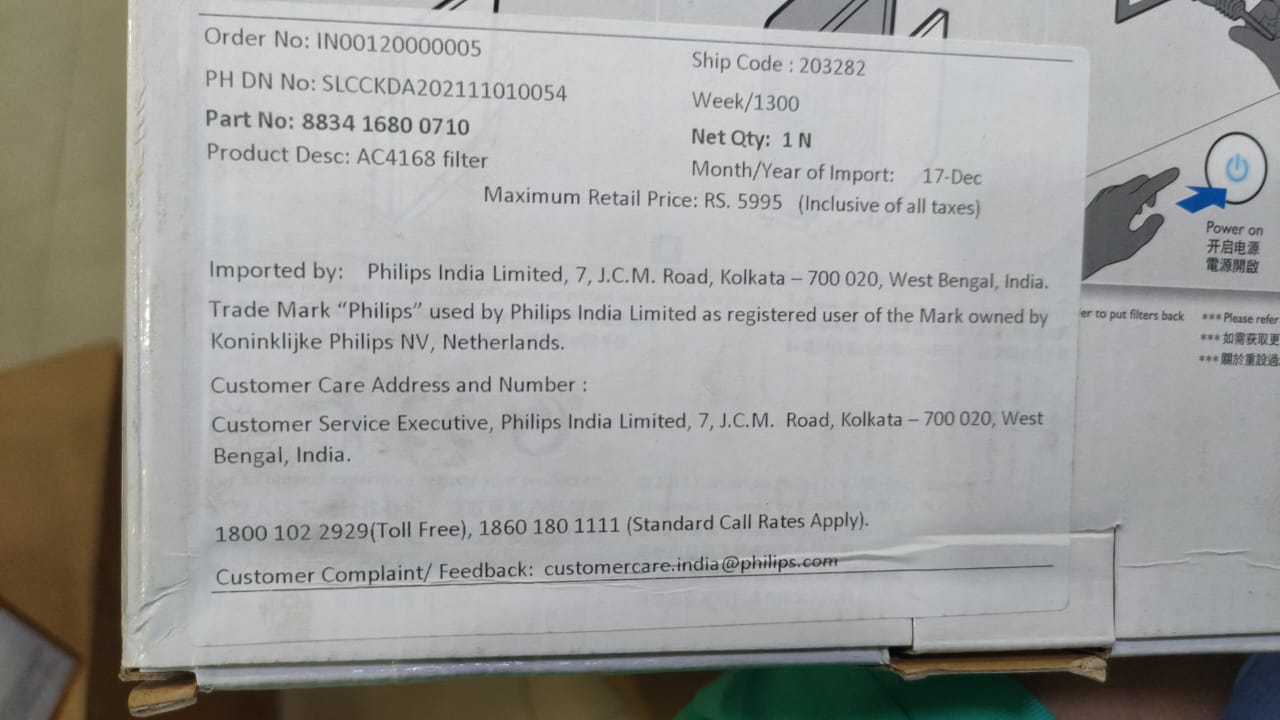 Order No: IN00120000005
Ship Code : 203282
PH DN No: SLCCKDA202111010054
Week/1300
Part No: 8834 1680 0710
Net Qty: 1 N
Product Desc: AC4168 filter
Month/Year of Import: 17-Dec
Maximum Retail Price: RS. 5995 (Inclusive of all taxes)
Imported by: Philips India Limited, 7, J.C.M. Road, Kolkata – 700 020, West Bengal, India.
Trade Mark “Philips” used by Philips India Limited as registered user of the Mark owned by
Koninklijke Philips NV, Netherlands.
Customer Care Address and Number :
Customer Service Executive, Philips India Limited, 7, J.C.M. Road, Kolkata – 700 020, West
Bengal, India.
1800 102 2929(Toll Free), 1860 180 1111 (Standard Call Rates Apply).
Customer Complaint/ Feedback: customercare.india@philips.com
Power on
开启电源
電源開啟
er to put filters back
*** Please refer
*** 如需获取更
*** 關於重設過